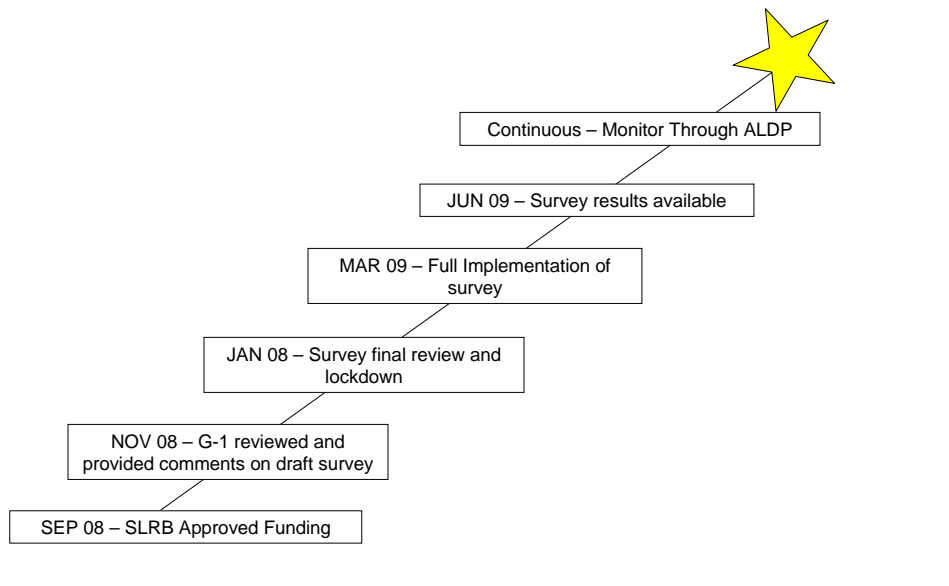 Continuous – Monitor Through ALDP
JUN 09 – Survey results available
MAR 09 – Full Implementation of
survey
JAN 08 – Survey final review and
lockdown
NOV 08 – G-1 reviewed and
provided comments on draft survey
SEP 08 – SLRB Approved Funding